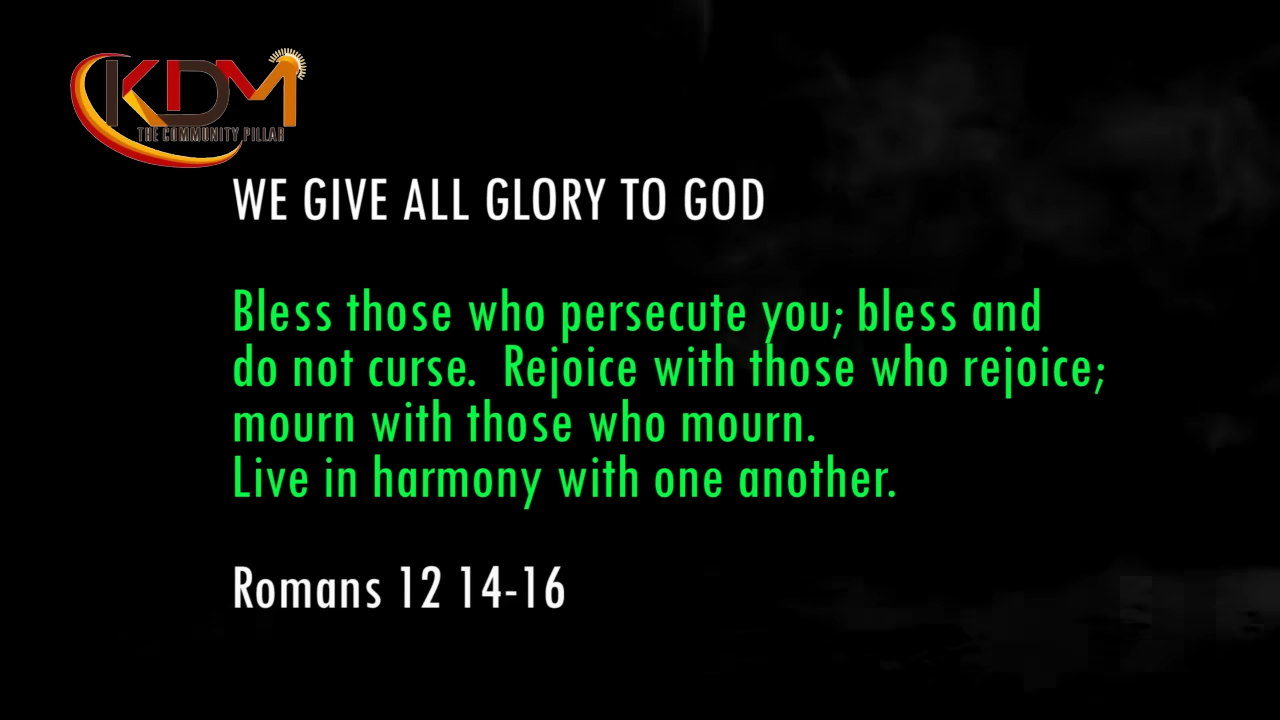 KDM
THE COMMUNITY PILLAR
WE GIVE ALL GLORY TO GOD
Bless those who persecute you; bless and
do not curse.  Rejoice with those who rejoice;
mourn with those who mourn.
Live in harmony with one another.
Romans 12 14-16